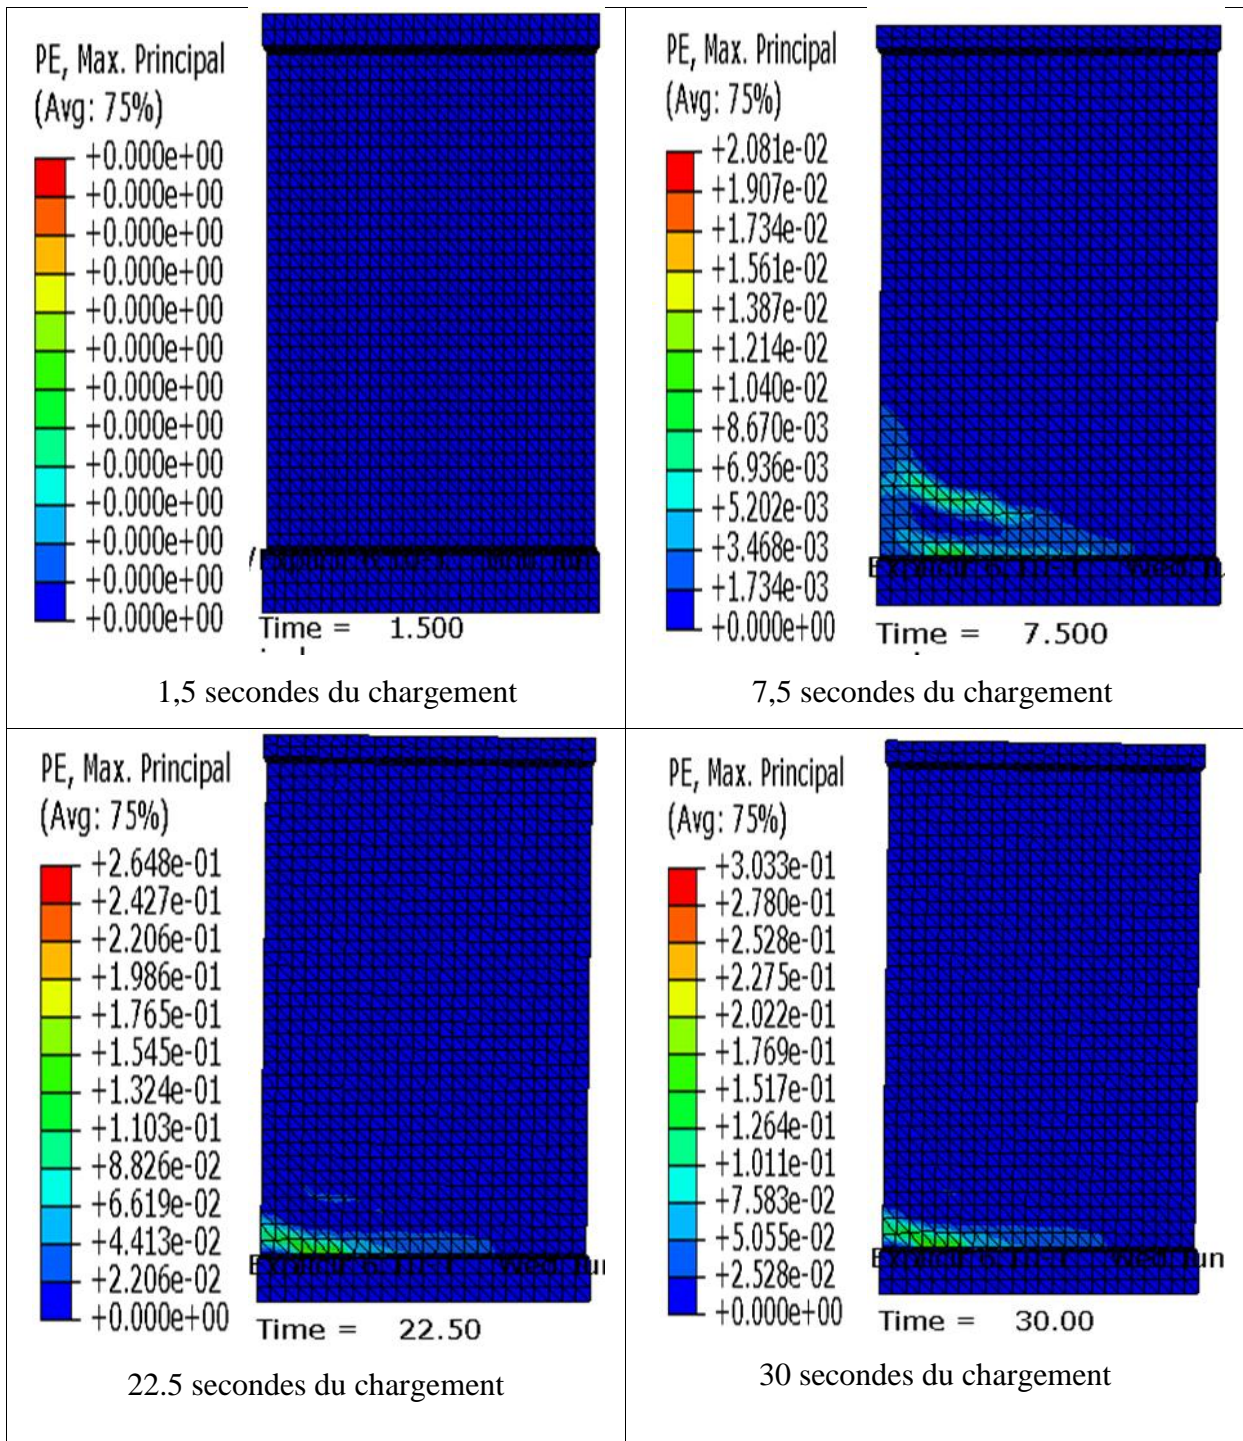 PE, Max. Principal
(Avg: 75%)
+0.000e+00
+0.000e+00
+0.000e+00
+0.000e+00
+0.000e+00
+0.000e+00
+0.000e+00
+0.000e+00
+0.000e+00
+0.000e+00
+0.000e+00
+0.000e+00
+0.000e+00
Time = 1.500
1,5 secondes du chargement
PE, Max. Principal
(Avg: 75%)
+2.081e-02
+1.907e-02
+1.734e-02
+1.561e-02
+1.387e-02
+1.214e-02
+1.040e-02
+8.670e-03
+6.936e-03
+5.202e-03
+3.468e-03
+1.734e-03
+0.000e+00
Time = 7.500
7,5 secondes du chargement
PE, Max. Principal
(Avg: 75%)
+2.648e-01
+2.427e-01
+2.206e-01
+1.986e-01
+1.765e-01
+1.545e-01
+1.324e-01
+1.103e-01
+8.826e-02
+6.619e-02
+4.413e-02
+2.206e-02
+0.000e+00
Time = 22.50
22.5 secondes du chargement
PE, Max. Principal
(Avg: 75%)
+3.033e-01
+2.780e-01
+2.528e-01
+2.275e-01
+2.022e-01
+1.769e-01
+1.517e-01
+1.264e-01
+1.011e-01
+7.583e-02
+5.055e-02
+2.528e-02
+0.000e+00
Time = 30.00
30 secondes du chargement